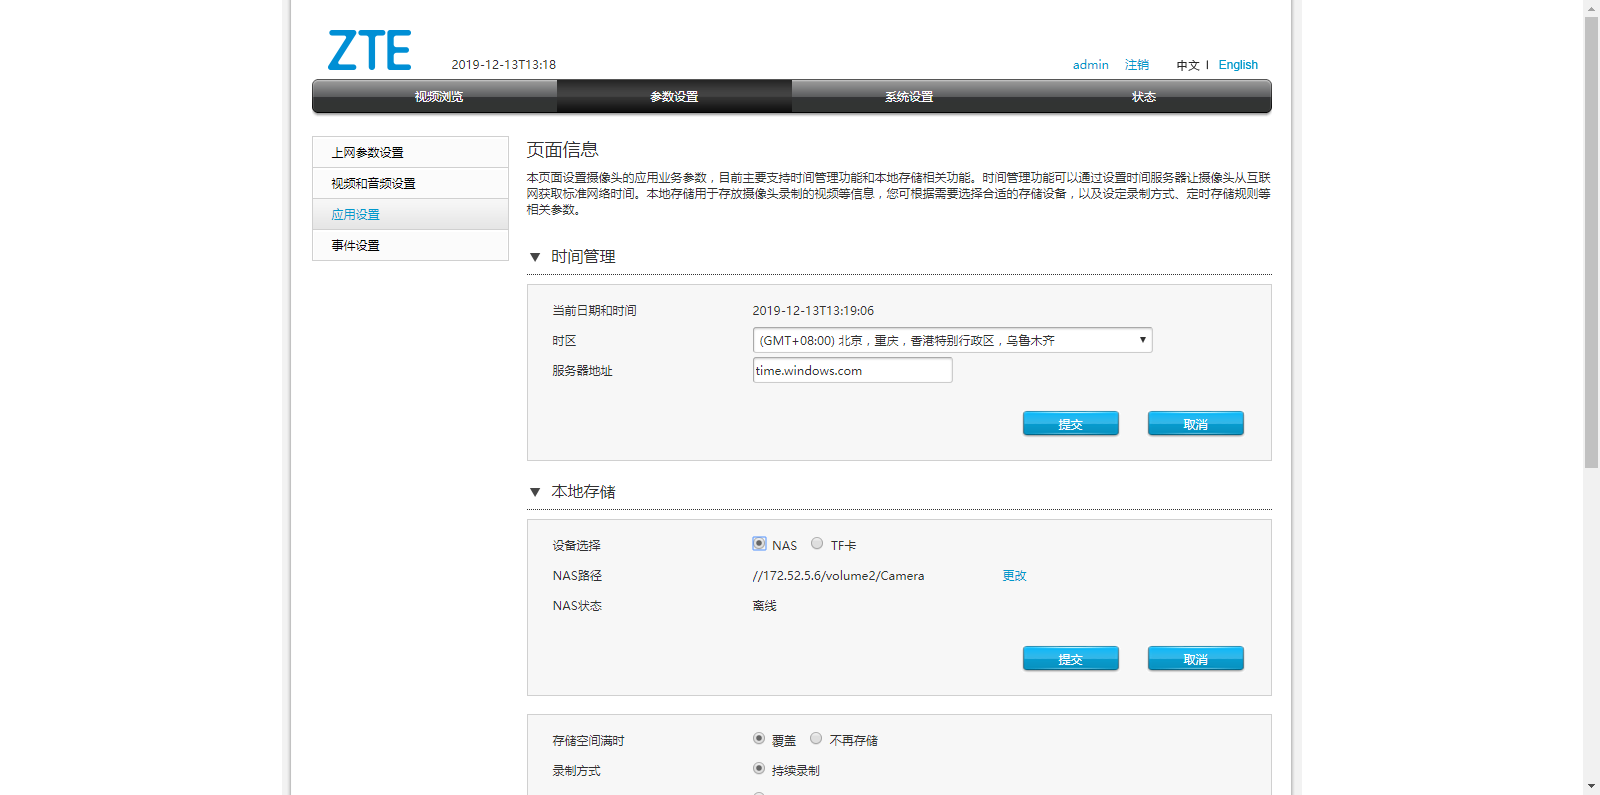 ZTE
2019-12-13T13:18
admin 注销 中文 | English
视频浏览 参数设置 系统设置 状态
上网参数设置
视频和音频设置
应用设置
事件设置
页面信息
本页面设置摄像头的应用业务参数，目前主要支持时间管理功能和本地存储相关功能。时间管理功能可以通过设置时间服务器让摄像头从互联
网获取标准网络时间。本地存储用于存放摄像头录制的视频等信息，您可根据需要选择合适的存储设备，以及设定录制方式、定时存储规则等
相关参数。
▼ 时间管理
当前日期和时间 2019-12-13T13:19:06
时区 (GMT+08:00) 北京，重庆，香港特别行政区，乌鲁木齐
服务器地址 time.windows.com
提交 取消
▼ 本地存储
设备选择 NAS TF卡
NAS路径 //172.52.5.6/volume2/Camera 更改
NAS状态 离线
提交 取消
存储空间满时 覆盖 不再存储
录制方式 持续录制